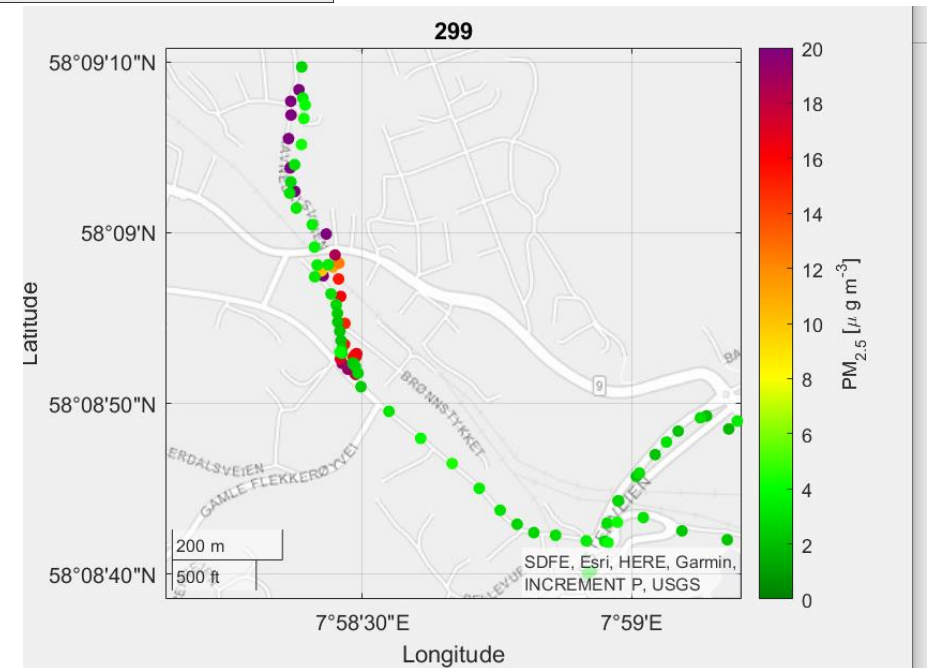 299
58°09'10"N
58°09'N
58°08'50"N
58°08'40"N
Latitude
7°58'30"E
7°59'E
Longitude
20
18
16
14
12
10
8
6
4
2
0
PM2.5 [μ g m-3]
9
BRØNNSTYKKET
GAMLE FLEKKERØYVEI
200 m
500 ft
SDFE, Esri, HERE, Garmin,
INCREMENT P, USGS